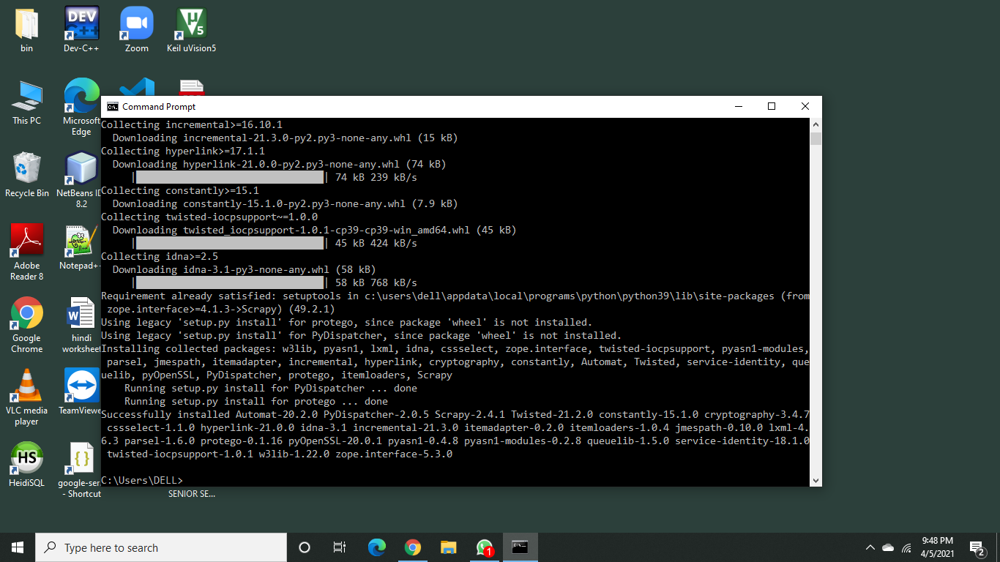 bin
DEV
C++
Dev-C++
Zoom
µ
V5
Keil uVision5
This PC
Microsoft
Edge
Recycle Bin
NetBeans ID
8.2
Adobe
Reader 8
Notepad+
Google
Chrome
hindi
worksheet
VLC media
player
TeamViewe
HS
HeidiSQL
{ }
google-ser
- Shortcut
SENIOR SE...
Command Prompt
Collecting incremental>=16.10.1
Downloading incremental-21.3.0-py2.py3-none-any.whl (15 kB)
Collecting hyperlink>=17.1.1
Downloading hyperlink-21.0.0-py2.py3-none-any.whl (74 kB)
| | 74 kB 239 kB/s
Collecting constantly>=15.1
Downloading constantly-15.1.0-py2.py3-none-any.whl (7.9 kB)
Collecting twisted-iocpsupport~=1.0.0
Downloading twisted_iocpsupport-1.0.1-cp39-cp39-win_amd64.whl (45 kB)
| | 45 kB 424 kB/s
Collecting idna>=2.5
Downloading idna-3.1-py3-none-any.whl (58 kB)
| | 58 kB 768 kB/s
Requirement already satisfied: setuptools in c:\users\dell\appdata\local\programs\python\python39\lib\site-packages (from
zope.interface>=4.1.3->Scrapy) (49.2.1)
Using legacy 'setup.py install' for protego, since package 'wheel' is not installed.
Using legacy 'setup.py install' for PyDispatcher, since package 'wheel' is not installed.
Installing collected packages: w3lib, pyasn1, lxml, idna, cssselect, zope.interface, twisted-iocpsupport, pyasn1-modules,
parsel, jmespath, itemadapter, incremental, hyperlink, cryptography, constantly, Automat, Twisted, service-identity, que
uelib, pyOpenSSL, PyDispatcher, protego, itemloaders, Scrapy
Running setup.py install for PyDispatcher ... done
Running setup.py install for protego ... done
Successfully installed Automat-20.2.0 PyDispatcher-2.0.5 Scrapy-2.4.1 Twisted-21.2.0 constantly-15.1.0 cryptography-3.4.7
cssselect-1.1.0 hyperlink-21.0.0 idna-3.1 incremental-21.3.0 itemadapter-0.2.0 itemloaders-1.0.4 jmespath-0.10.0 lxml-4.
6.3 parsel-1.6.0 protego-0.1.16 pyOpenSSL-20.0.1 pyasn1-0.4.8 pyasn1-modules-0.2.8 queuelib-1.5.0 service-identity-18.1.0
twisted-iocpsupport-1.0.1 w3lib-1.22.0 zope.interface-5.3.0
C:\Users\DELL>
Type here to search
1
9:48 PM
4/5/2021
2